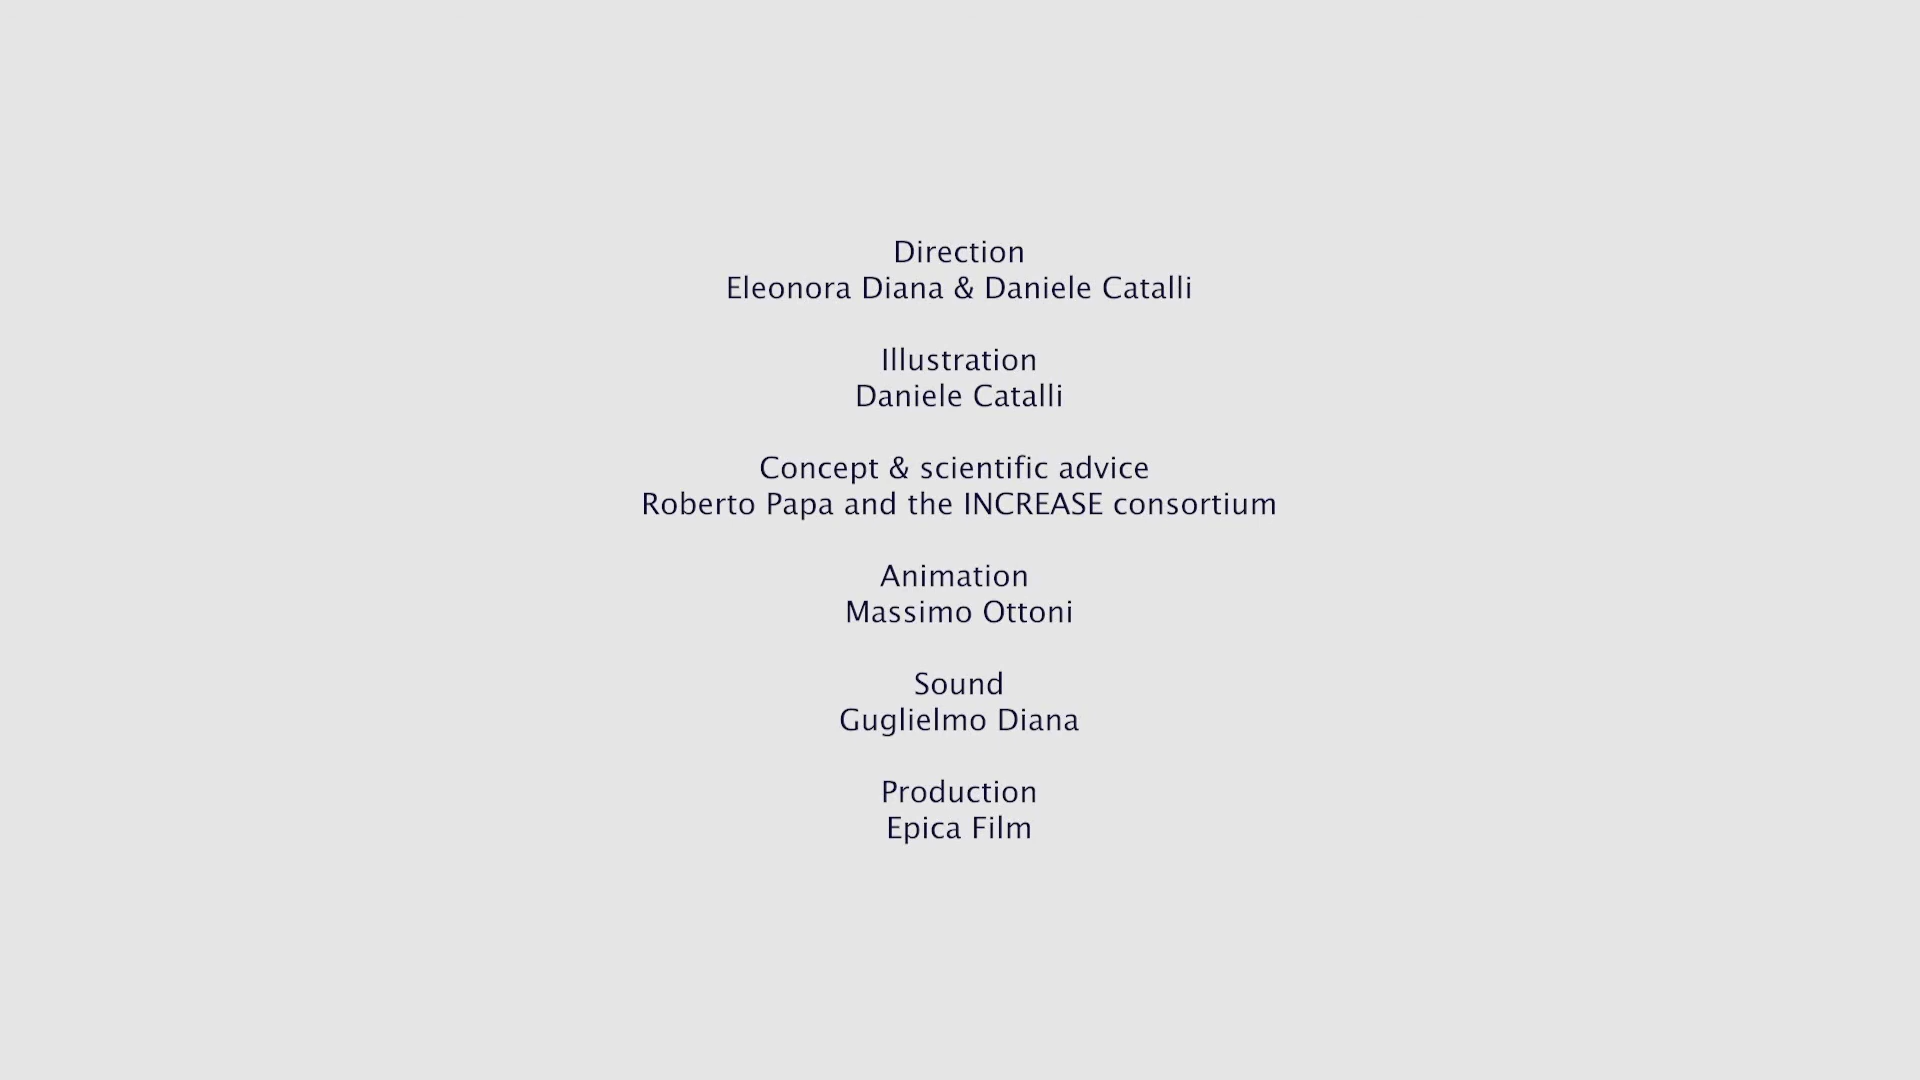 Direction
Eleonora Diana & Daniele Catalli
Illustration
Daniele Catalli
Concept & scientific advice
Roberto Papa and the INCREASE consortium
Animation
Massimo Ottoni
Sound
Guglielmo Diana
Production
Epica Film